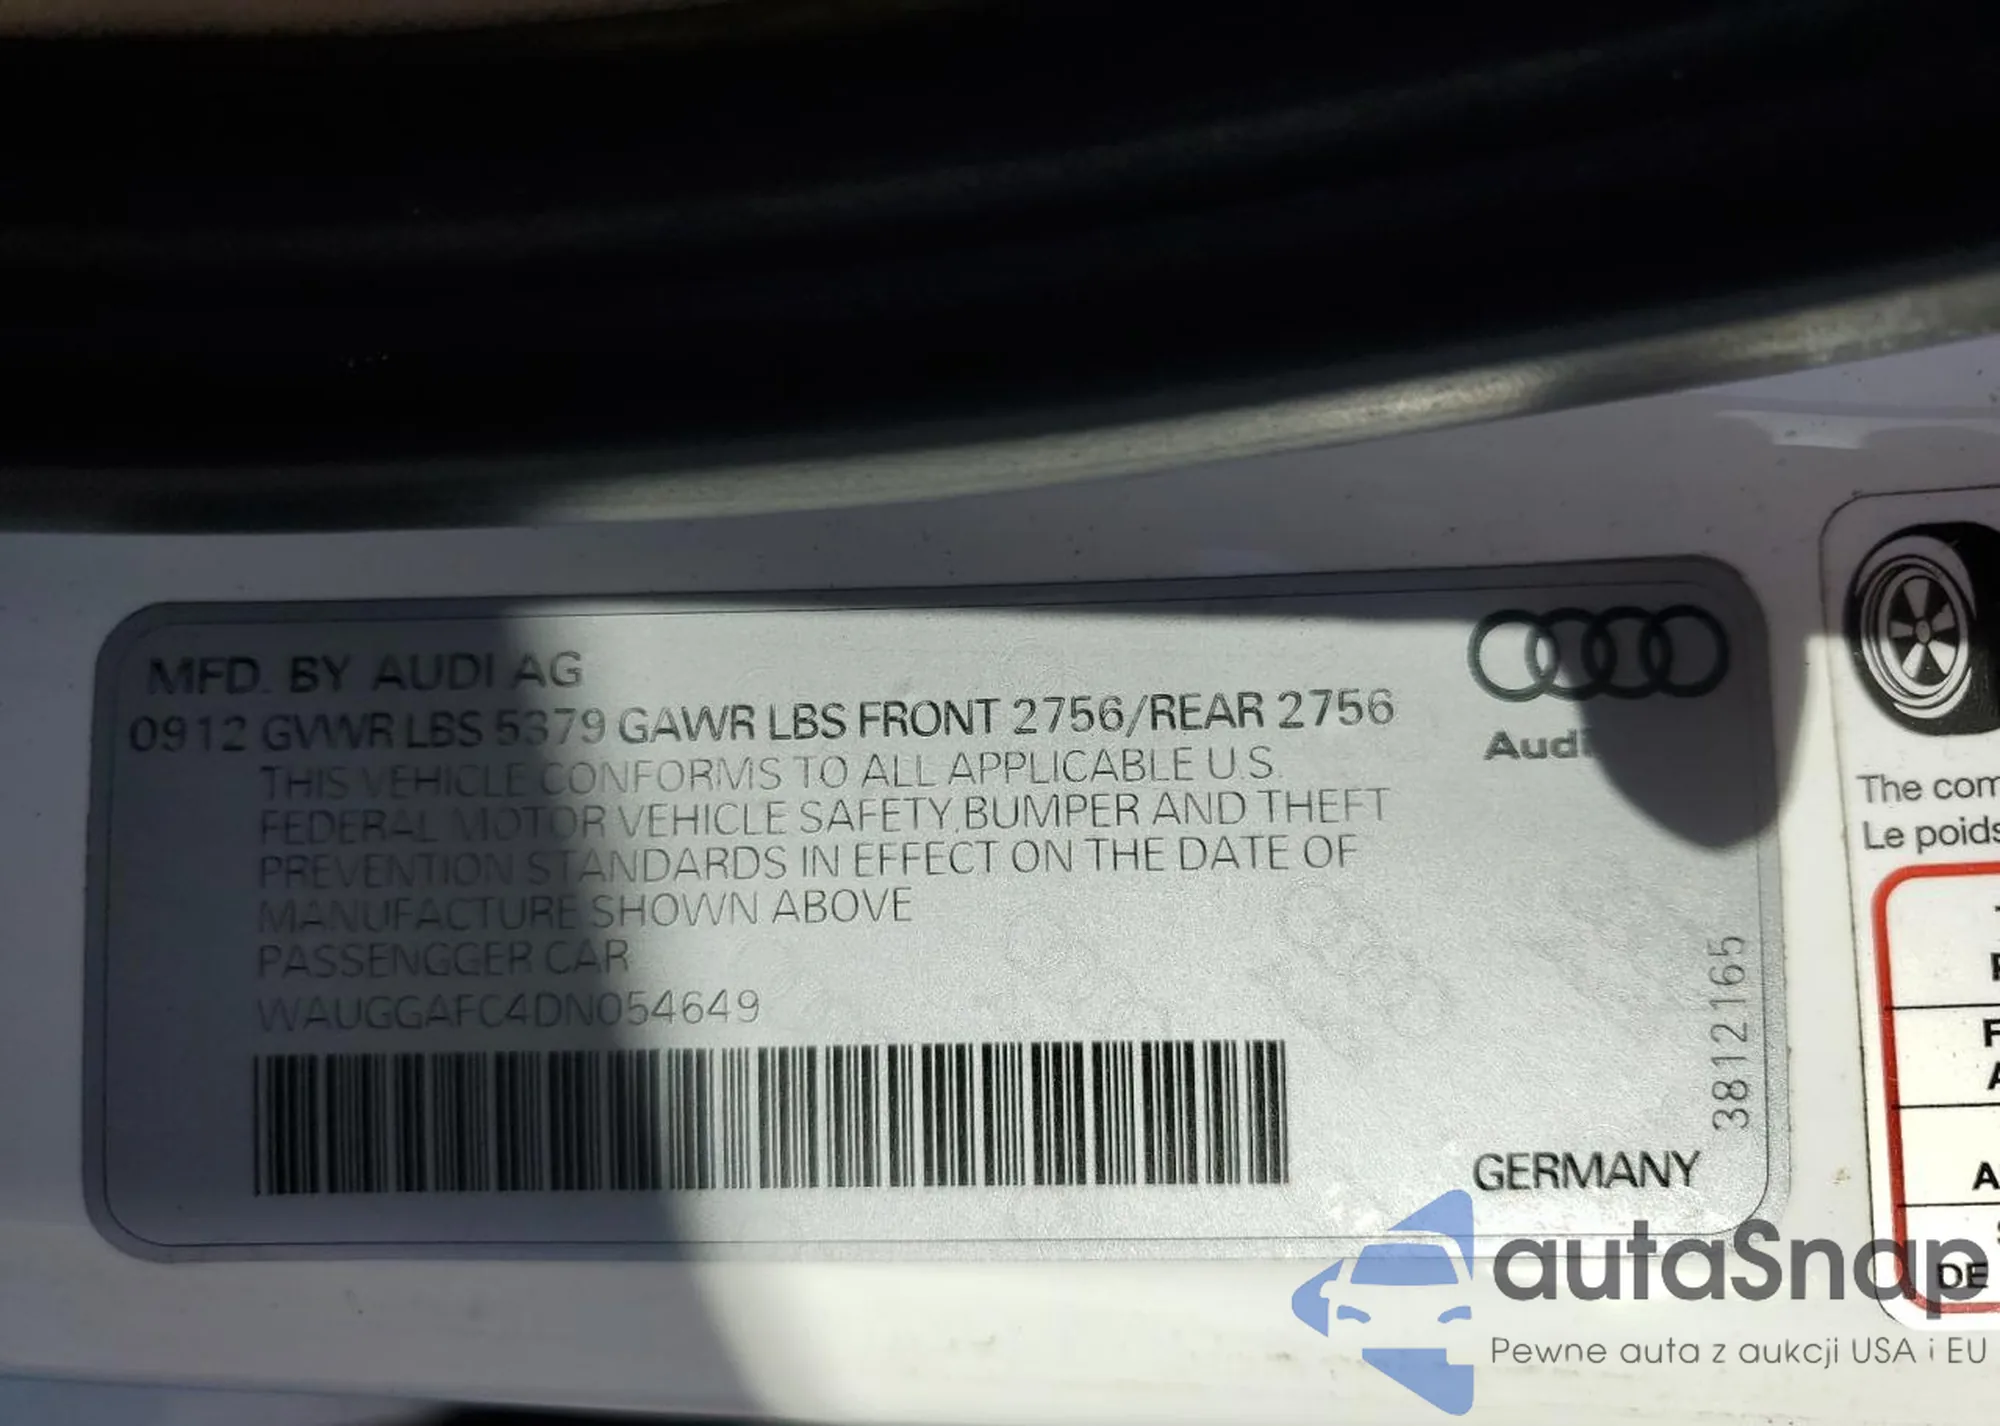 MFD. BY AUDI AG
0912 GVWR LBS 5379 GAWR LBS FRONT 2756/REAR 2756
THIS VEHICLE CONFORMS TO ALL APPLICABLE U.S.
FEDERAL MOTOR VEHICLE SAFETY, BUMPER AND THEFT
PREVENTION STANDARDS IN EFFECT ON THE DATE OF
MANUFACTURE SHOWN ABOVE
PASSENGGER CAR
WAUGGAFC4DN054649
Audi
3812165
GERMANY
The com
Le poids
DE
autaSnap
Pewne auta z aukcji USA i EU